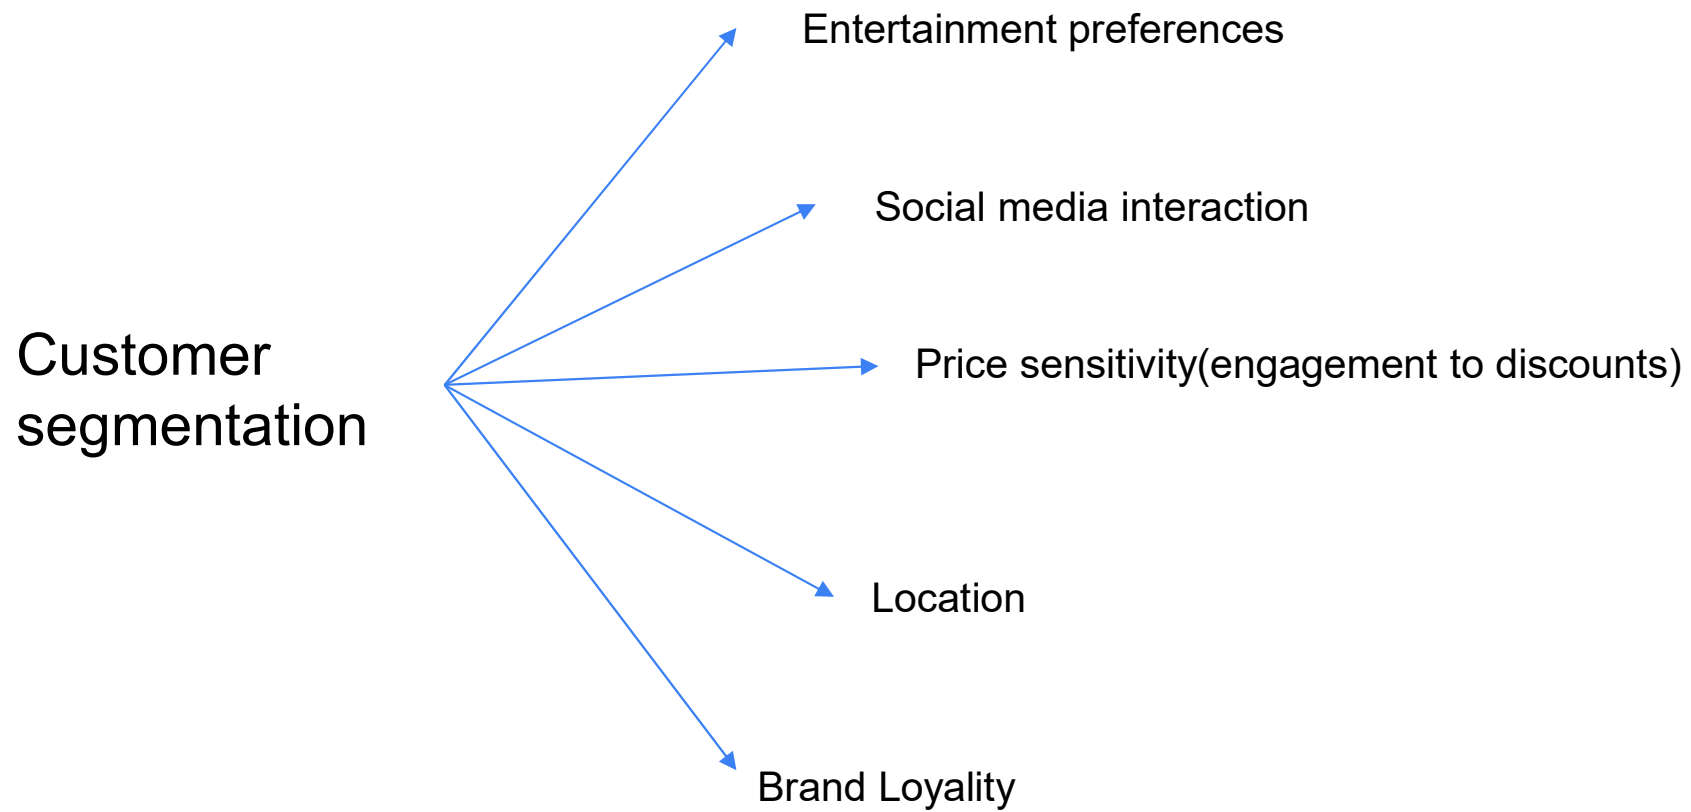 Entertainment preferences
Social media interaction
Customer
segmentation
Price sensitivity(engagement to discounts)
Location
Brand Loyality